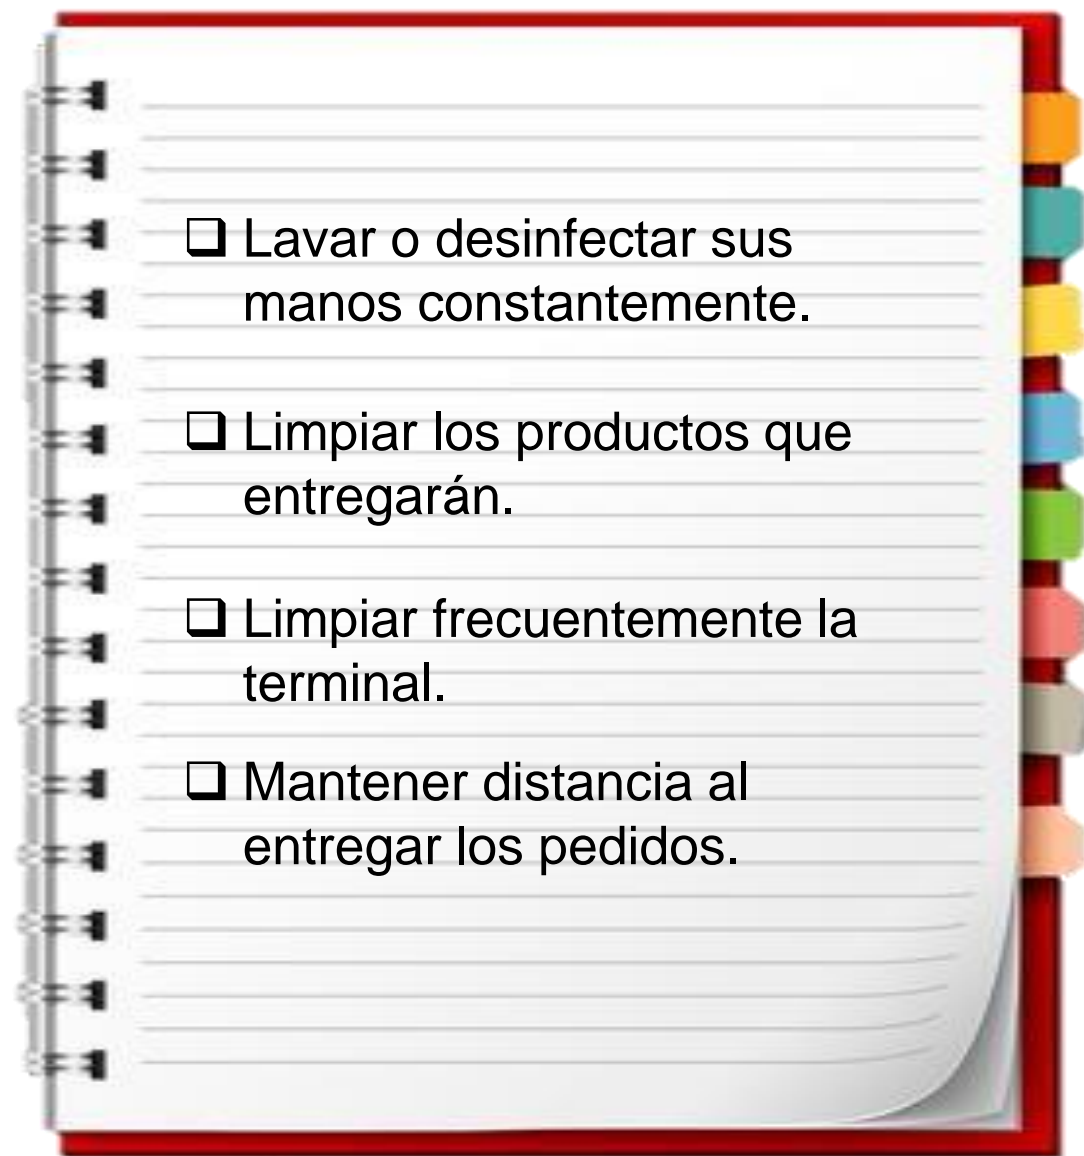 ❑ Lavar o desinfectar sus
manos constantemente.
❑ Limpiar los productos que
entregarán.
❑ Limpiar frecuentemente la
terminal.
❑ Mantener distancia al
entregar los pedidos.